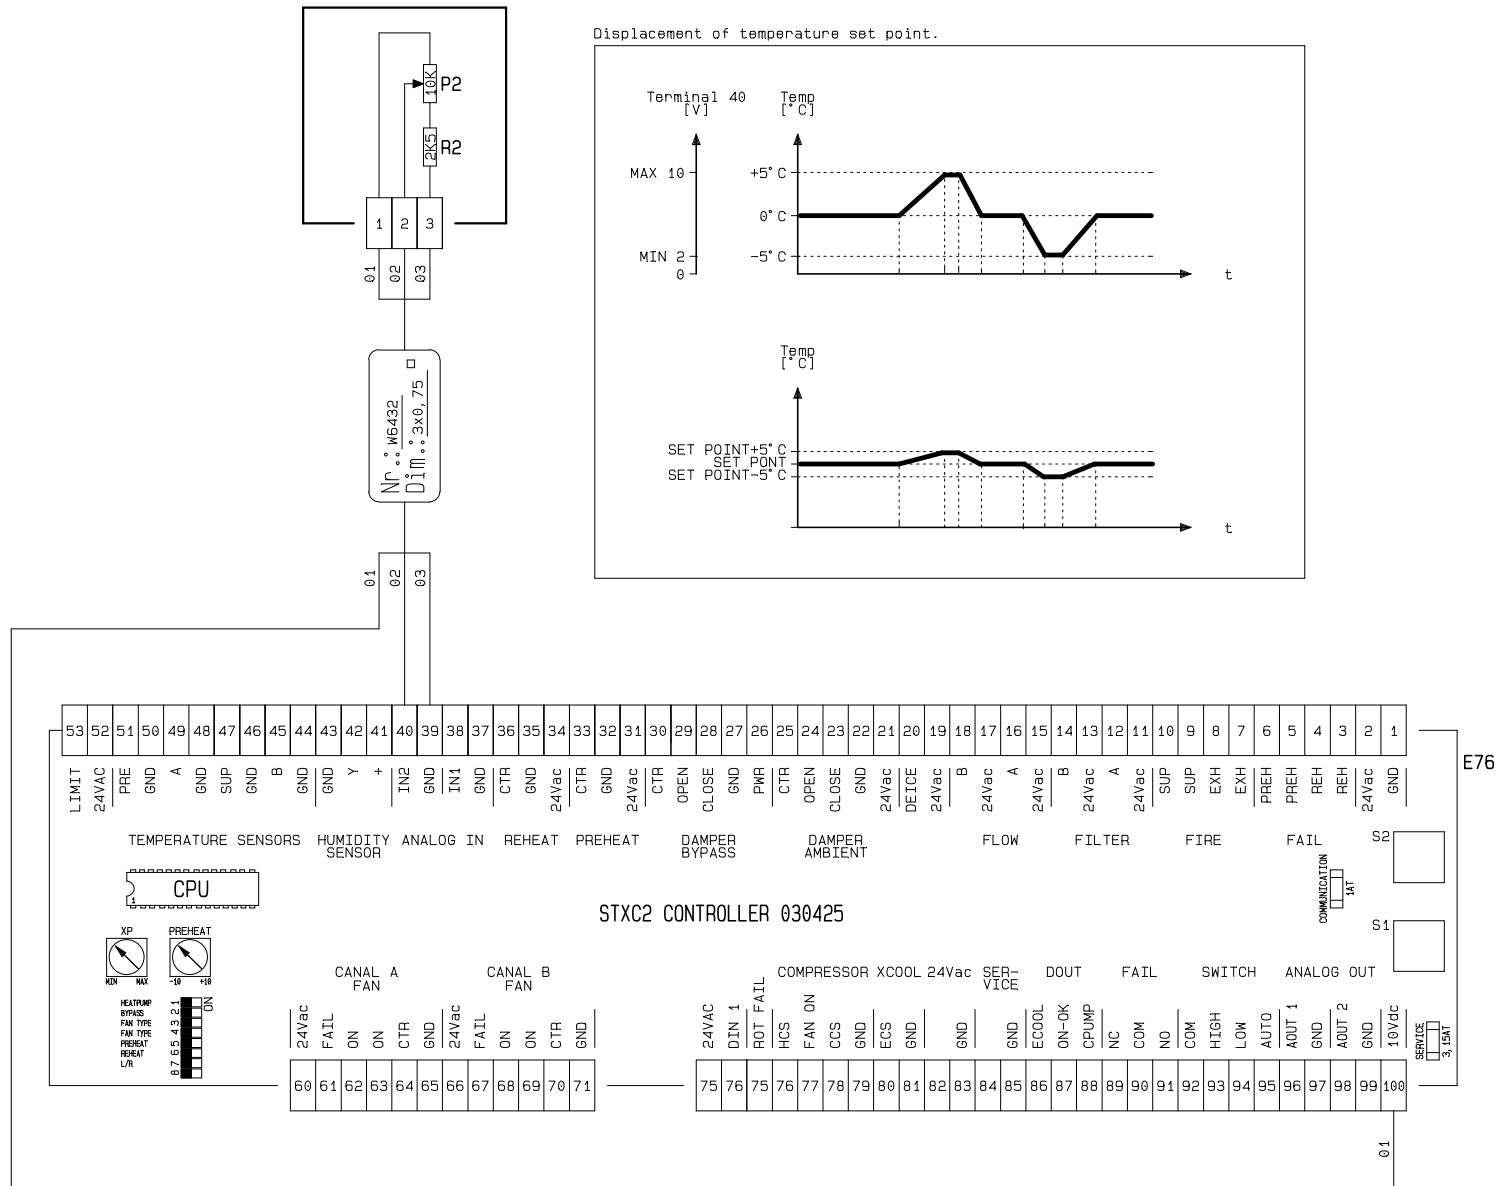 10K
P2
2K5
R2
1 2 3
01 02 03
Nr.: W6432
Dim.: 3x0,75
01 02 03
Displacement of temperature set point.
Terminal 40
[V]
Temp
[°C]
MAX 10
+5°C
0°C
MIN 2
-5°C
0
t
Temp
[°C]
SET POINT+5°C
SET PONT
SET POINT-5°C
t
53 52 51 50 49 48 47 46 45 44 43 42 41 40 39 38 37 36 35 34 33 32 31 30 29 28 27 26 25 24 23 22 21 20 19 18 17 16 15 14 13 12 11 10 9 8 7 6 5 4 3 2 1
E76
LIMIT 24VAC PRE GND A GND SUP GND B GND GND Y + IN2 GND IN1 GND CTR GND 24Vac CTR GND 24Vac CTR OPEN CLOSE GND PWR CTR OPEN CLOSE GND 24Vac DEICE 24Vac B 24Vac A 24Vac B 24Vac A 24Vac SUP SUP EXH EXH PREH PREH REH REH 24Vac GND
TEMPERATURE SENSORS
HUMIDITY
SENSOR
ANALOG IN
REHEAT
PREHEAT
DAMPER
BYPASS
DAMPER
AMBIENT
FLOW
FILTER
FIRE
FAIL
S2
COMMUNICATION
1AT
CPU
1
STXC2 CONTROLLER 030425
S1
XP
MIN MAX
PREHEAT
-10 +10
ON
HEATPUMP 1
BYPASS 2
FAN TYPE 3
FAN TYPE 4
PREHEAT 5
REHEAT 6
L/R 7
8
CANAL A
FAN
CANAL B
FAN
COMPRESSOR
XCOOL
24Vac
SER-
VICE
DOUT
FAIL
SWITCH
ANALOG OUT
24Vac FAIL ON ON CTR GND 24Vac FAIL ON ON CTR GND
24VAC DIN 1 ROT FAIL HCS FAN ON CCS GND ECS GND GND GND ECOOL ON-OK CPUMP NC COM NO COM HIGH LOW AUTO AOUT 1 GND AOUT 2 GND 10Vdc
SERVICE
3,15AT
60 61 62 63 64 65 66 67 68 69 70 71
75 76 75 76 77 78 79 80 81 82 83 84 85 86 87 88 89 90 91 92 93 94 95 96 97 98 99 100
01